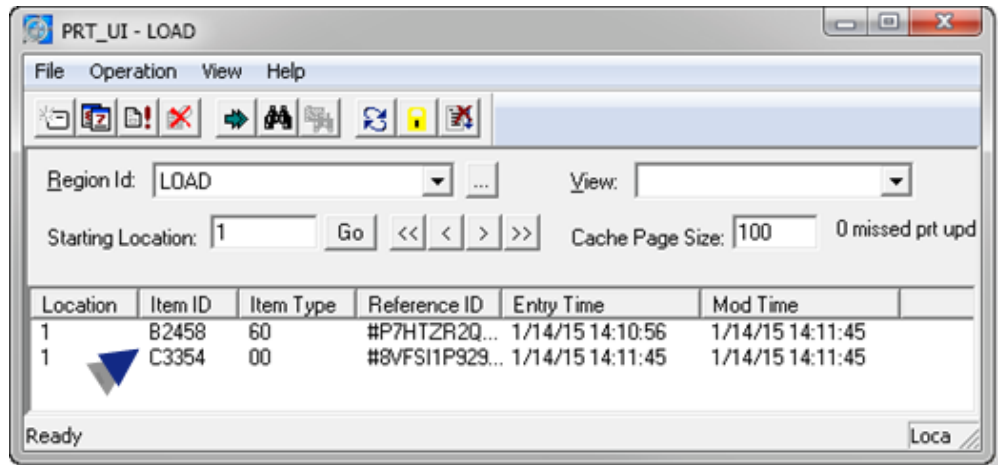 PRT_UI - LOAD
File Operation View Help
Region Id: LOAD ... View:
Starting Location: 1 Go << < > >> Cache Page Size: 100 0 missed prt upd
Location Item ID Item Type Reference ID Entry Time Mod Time
1 B2458 60 #P7HTZR2Q... 1/14/15 14:10:56 1/14/15 14:11:45
1 C3354 00 #8VFSI1P929... 1/14/15 14:11:45 1/14/15 14:11:45
Ready Loca